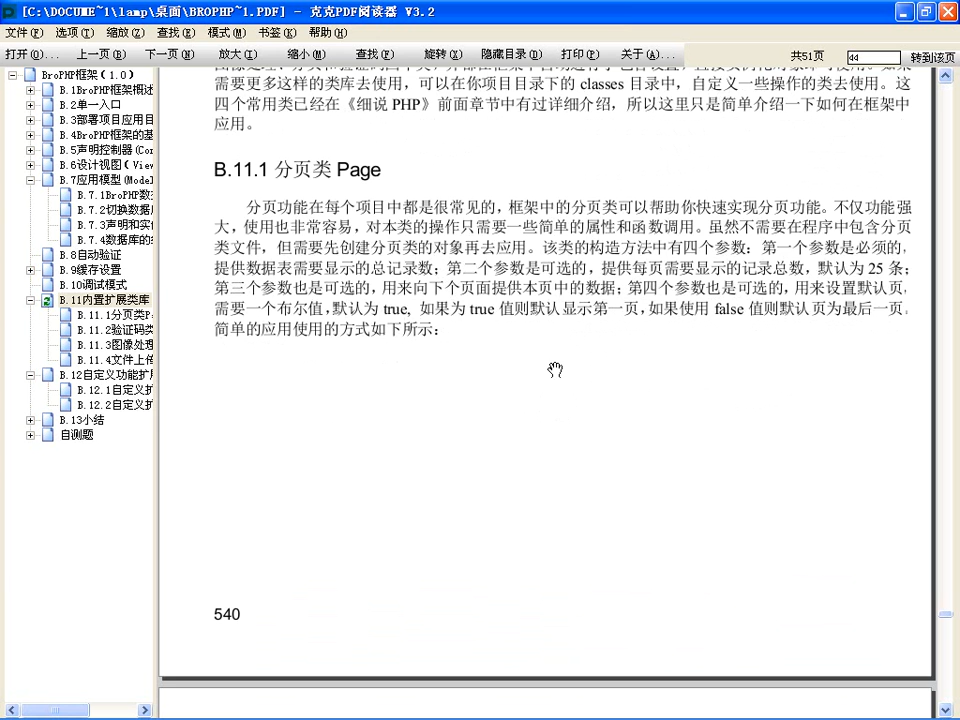 [C:\DOCUME~1\lamp\桌面\BROPHP~1.PDF] - 克克PDF阅读器 V3.2
文件(F) 选项(T) 缩放(Z) 查找(E) 模式(M) 书签(K) 帮助(H)
打开(O)... 上一页(B) 下一页(N) 放大(I) 缩小(M) 查找(F) 旋转(X) 隐藏目录(D) 打印(P) 关于(A)... 共51页 44 转到该页
BroPHP框架(1.0)
B.1BroPHP框架概述
B.2单一入口
B.3部署项目应用目
B.4BroPHP框架的基
B.5声明控制器(Con
B.6设计视图(View
B.7应用模型(Model
B.7.1BroPHP数
B.7.2切换数据
B.7.3声明和实
B.7.4数据库的
B.8自动验证
B.9缓存设置
B.10调试模式
B.11内置扩展类库
B.11.1分页类P
B.11.2验证码类
B.11.3图像处理
B.11.4文件上传
B.12自定义功能扩
B.12.1自定义扩
B.12.2自定义扩
B.13小结
自测题
需要更多这样的类库去使用，可以在你项目目录下的 classes 目录中，自定义一些操作的类去使用。这
四个常用类已经在《细说 PHP》前面章节中有过详细介绍，所以这里只是简单介绍一下如何在框架中
应用。
B.11.1 分页类 Page
分页功能在每个项目中都是很常见的，框架中的分页类可以帮助你快速实现分页功能。不仅功能强
大，使用也非常容易，对本类的操作只需要一些简单的属性和函数调用。虽然不需要在程序中包含分页
类文件，但需要先创建分页类的对象再去应用。该类的构造方法中有四个参数：第一个参数是必须的，
提供数据表需要显示的总记录数；第二个参数是可选的，提供每页需要显示的记录总数，默认为 25 条；
第三个参数也是可选的，用来向下个页面提供本页中的数据；第四个参数也是可选的，用来设置默认页，
需要一个布尔值，默认为 true, 如果为 true 值则默认显示第一页，如果使用 false 值则默认页为最后一页。
简单的应用使用的方式如下所示：
540